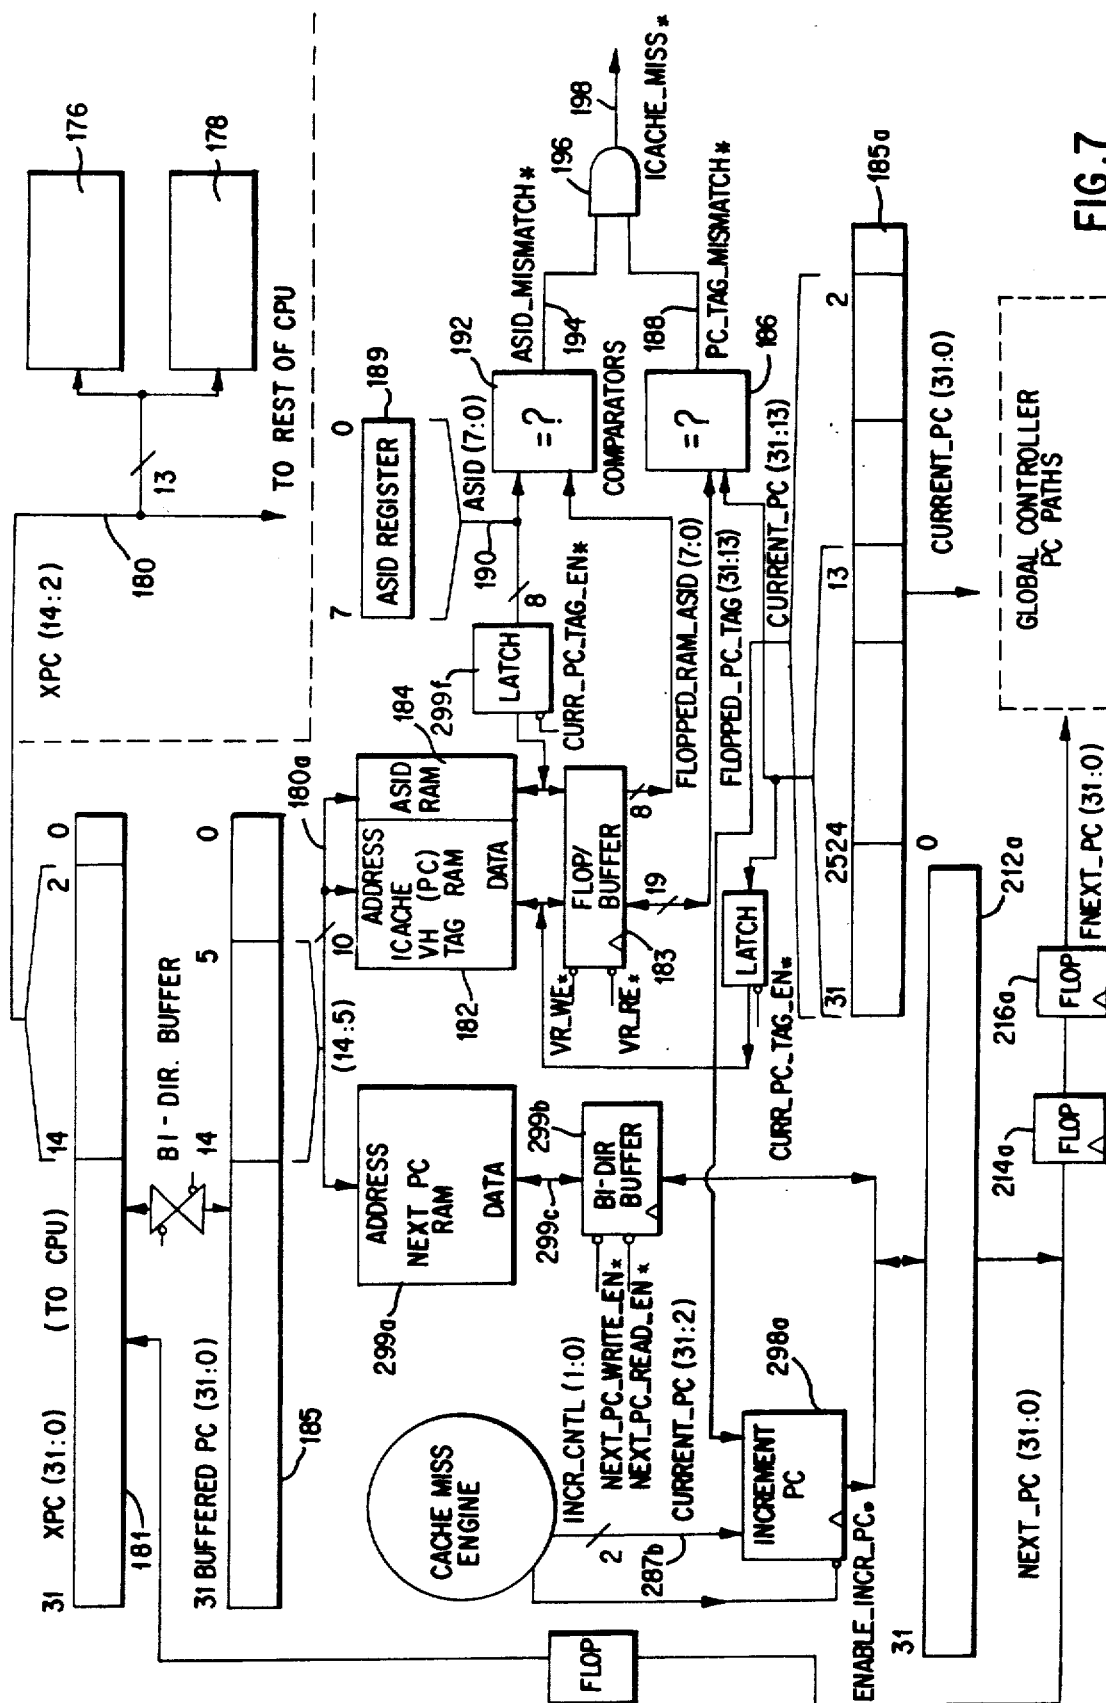 31
XPC (31:0)
(TO CPU)
14
2
0
181
XPC (14:2)
180
13
TO REST OF CPU
176
178
BI-DIR. BUFFER
31 BUFFERED PC (31:0)
14
5
0
185
(14:5)
10
180a
299a
ADDRESS
NEXT PC
RAM
DATA
182
ADDRESS
ICACHE
VH (PC)
TAG RAM
DATA
ASID
RAM
184
299f
LATCH
CURR_PC_TAG_EN*
8
7
0
ASID REGISTER
189
190
ASID (7:0)
192
=?
COMPARATORS
=?
186
ASID_MISMATCH*
194
188
PC_TAG_MISMATCH*
196
198
ICACHE_MISS*
299c
BI-DIR
BUFFER
299b
NEXT_PC_WRITE_EN*
NEXT_PC_READ_EN*
VR_WE*
VR_RE*
FLOP/
BUFFER
183
8
19
FLOPPED_RAM_ASID (7:0)
FLOPPED_PC_TAG (31:13)
CURRENT_PC (31:13)
CACHE MISS
ENGINE
INCR_CNTL (1:0)
2
287b
CURRENT_PC (31:2)
INCREMENT
PC
298a
ENABLE_INCR_PC*
LATCH
CURR_PC_TAG_EN*
31
2524
13
2
185a
CURRENT_PC (31:0)
FLOP
31
0
212a
NEXT_PC (31:0)
214a
FLOP
216a
FLOP
FNEXT_PC (31:0)
GLOBAL CONTROLLER
PC PATHS
FIG.7